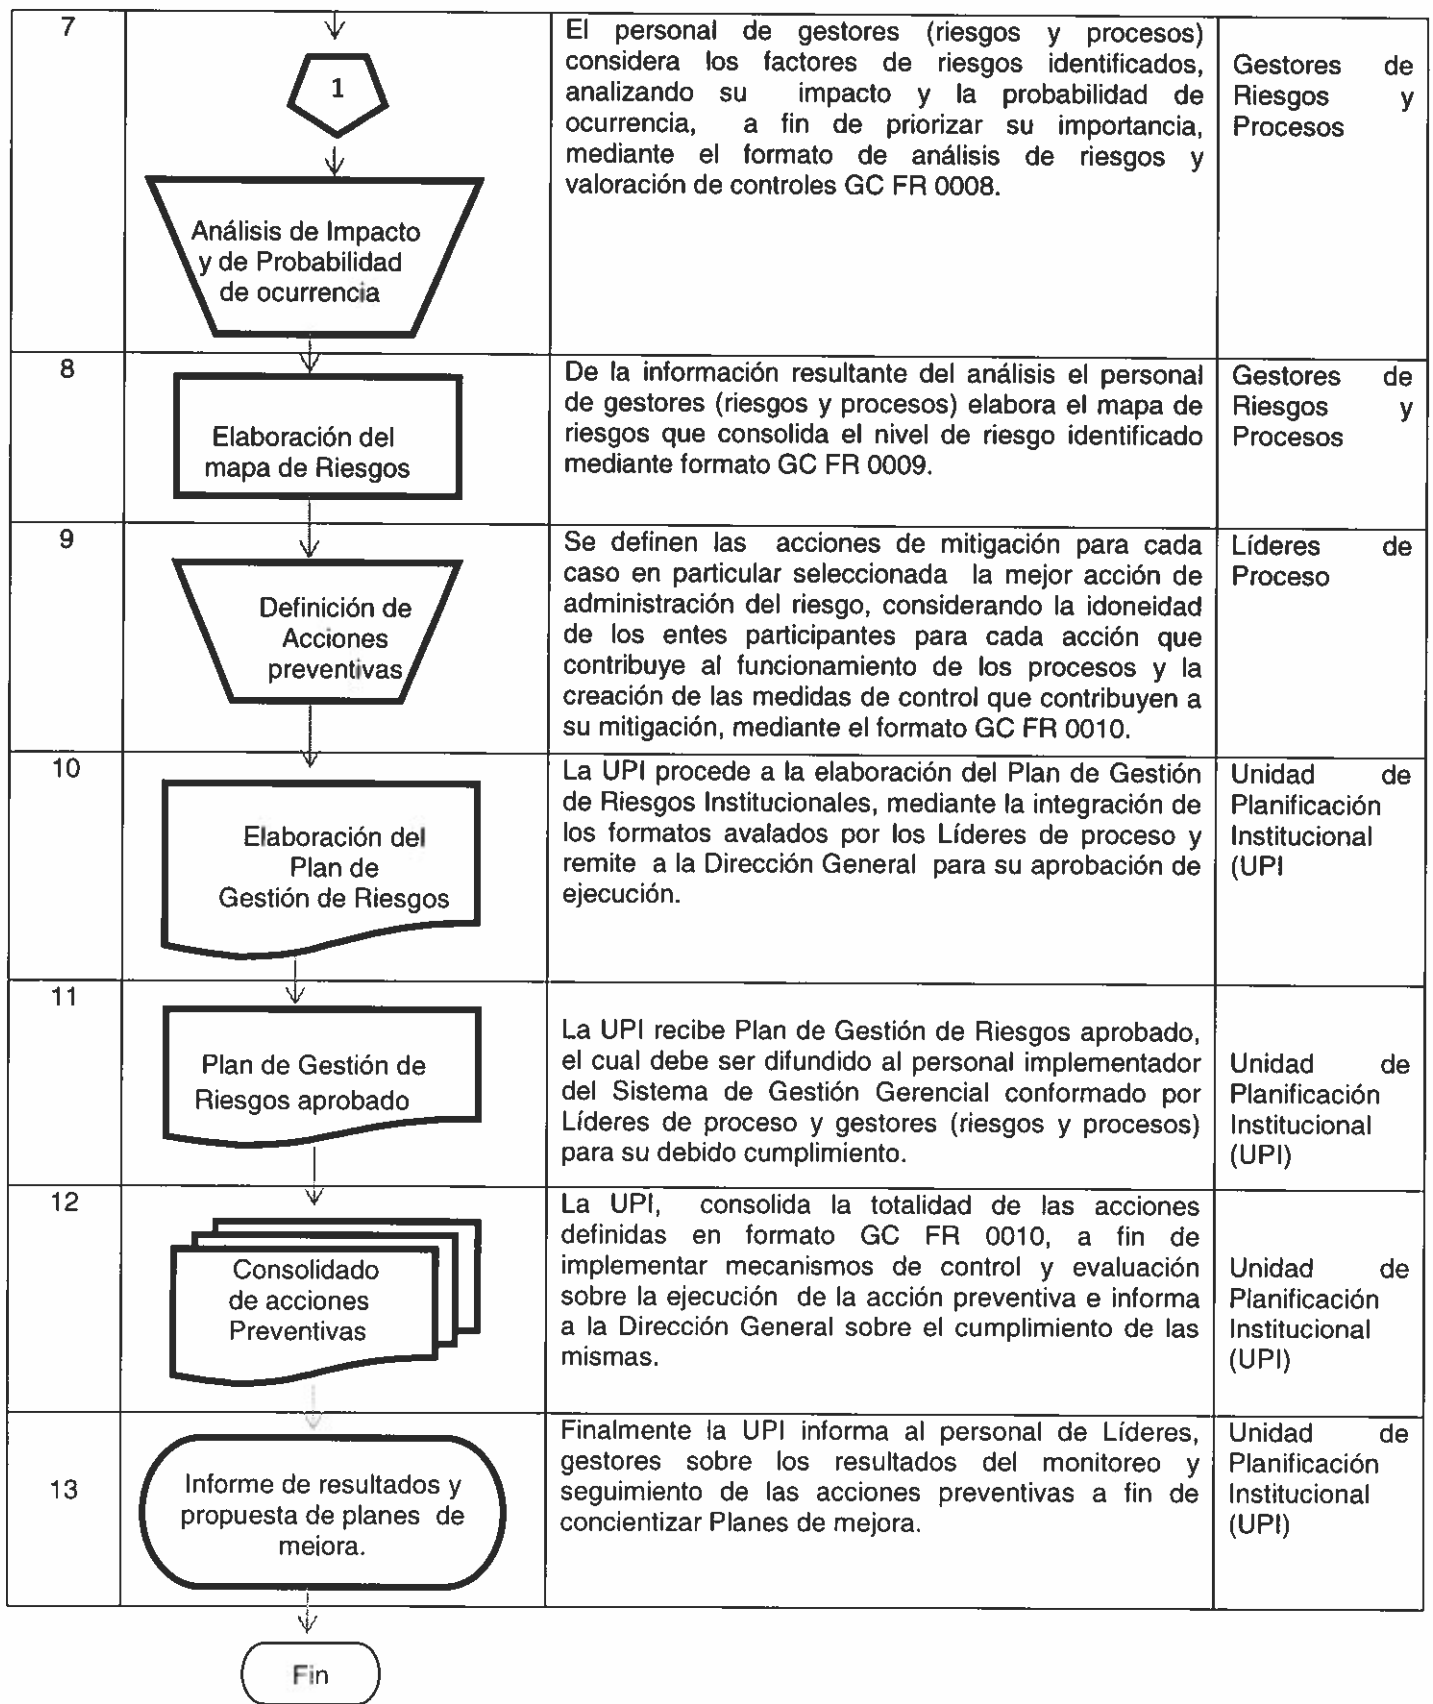 7
1
Análisis de Impacto
y de Probabilidad
de ocurrencia
El personal de gestores (riesgos y procesos)
considera los factores de riesgos identificados,
analizando su impacto y la probabilidad de
ocurrencia, a fin de priorizar su importancia,
mediante el formato de análisis de riesgos y
valoración de controles GC FR 0008.
Gestores de
Riesgos y
Procesos
8
Elaboración del
mapa de Riesgos
De la información resultante del análisis el personal
de gestores (riesgos y procesos) elabora el mapa de
riesgos que consolida el nivel de riesgo identificado
mediante formato GC FR 0009.
Gestores de
Riesgos y
Procesos
9
Definición de
Acciones
preventivas
Se definen las acciones de mitigación para cada
caso en particular seleccionada la mejor acción de
administración del riesgo, considerando la idoneidad
de los entes participantes para cada acción que
contribuye al funcionamiento de los procesos y la
creación de las medidas de control que contribuyen a
su mitigación, mediante el formato GC FR 0010.
Líderes de
Proceso
10
Elaboración del
Plan de
Gestión de Riesgos
La UPI procede a la elaboración del Plan de Gestión
de Riesgos Institucionales, mediante la integración de
los formatos avalados por los Líderes de proceso y
remite a la Dirección General para su aprobación de
ejecución.
Unidad de
Planificación
Institucional
(UPI
11
Plan de Gestión de
Riesgos aprobado
La UPI recibe Plan de Gestión de Riesgos aprobado,
el cual debe ser difundido al personal implementador
del Sistema de Gestión Gerencial conformado por
Líderes de proceso y gestores (riesgos y procesos)
para su debido cumplimiento.
Unidad de
Planificación
Institucional
(UPI)
12
Consolidado
de acciones
Preventivas
La UPI, consolida la totalidad de las acciones
definidas en formato GC FR 0010, a fin de
implementar mecanismos de control y evaluación
sobre la ejecución de la acción preventiva e informa
a la Dirección General sobre el cumplimiento de las
mismas.
Unidad de
Planificación
Institucional
(UPI)
13
Informe de resultados y
propuesta de planes de
mejora.
Finalmente la UPI informa al personal de Líderes,
gestores sobre los resultados del monitoreo y
seguimiento de las acciones preventivas a fin de
concientizar Planes de mejora.
Unidad de
Planificación
Institucional
(UPI)
Fin